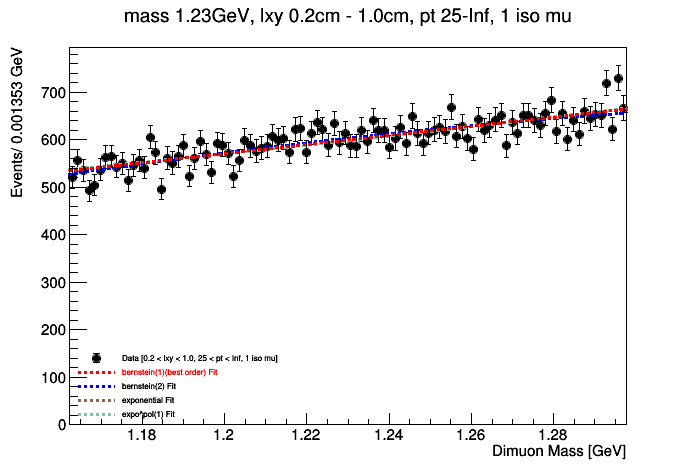 mass 1.23GeV, lxy 0.2cm - 1.0cm, pt 25-Inf, 1 iso mu
Events/ 0.001353 GeV
700
600
500
400
300
200
100
0
Data [0.2 < lxy < 1.0, 25 < pt < Inf, 1 iso mu]
bernstein(1)(best order) Fit
bernstein(2) Fit
exponential Fit
expo*pol(1) Fit
1.18 1.2 1.22 1.24 1.26 1.28
Dimuon Mass [GeV]